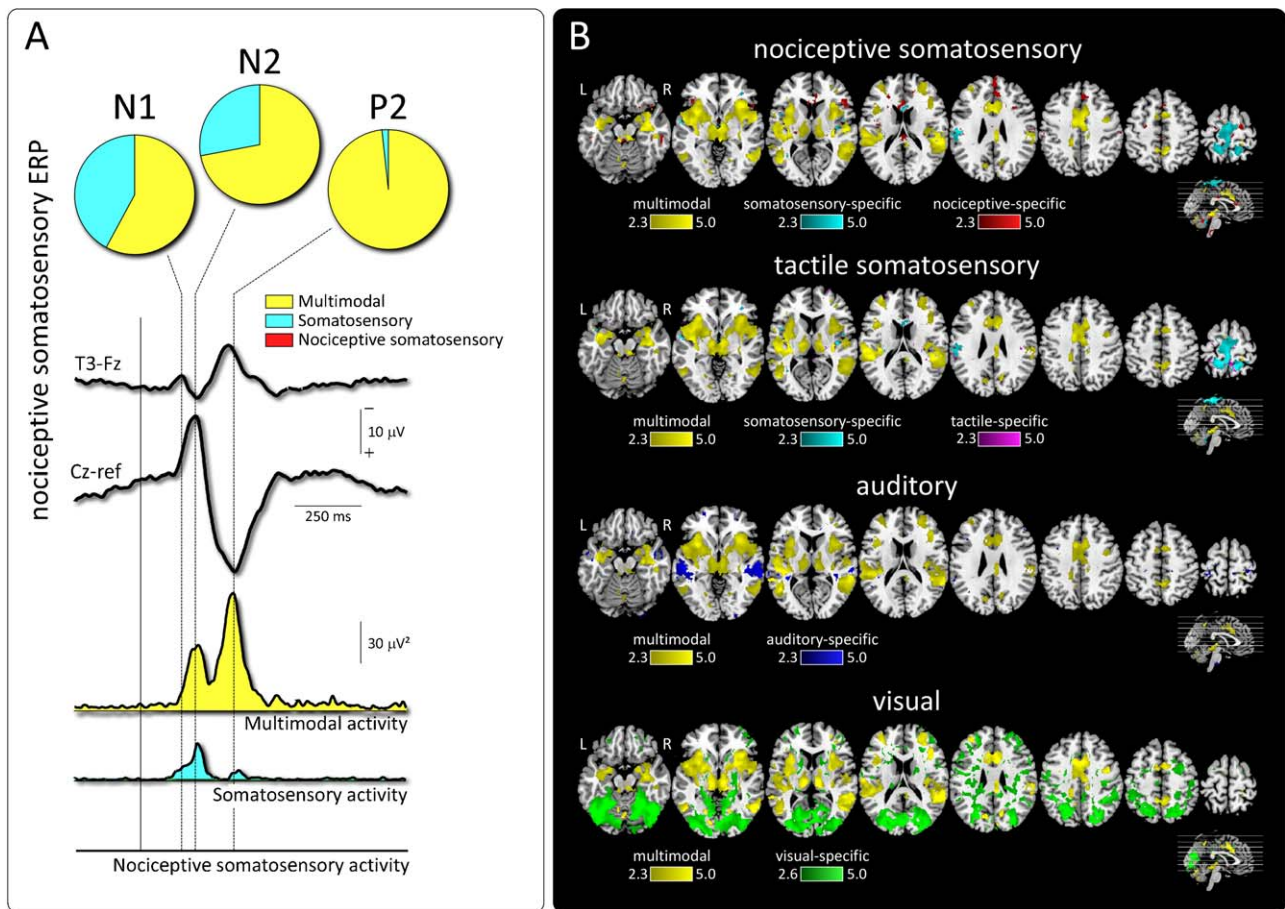 A
N1
N2
P2
nociceptive somatosensory ERP
Multimodal
Somatosensory
Nociceptive somatosensory
T3-Fz
−
10 µV
+
Cz-ref
250 ms
30 µV²
Multimodal activity
Somatosensory activity
Nociceptive somatosensory activity
B
nociceptive somatosensory
L R
multimodal somatosensory-specific nociceptive-specific
2.3 5.0 2.3 5.0 2.3 5.0
tactile somatosensory
L R
multimodal somatosensory-specific tactile-specific
2.3 5.0 2.3 5.0 2.3 5.0
auditory
L R
multimodal auditory-specific
2.3 5.0 2.3 5.0
visual
L R
multimodal visual-specific
2.3 5.0 2.6 5.0